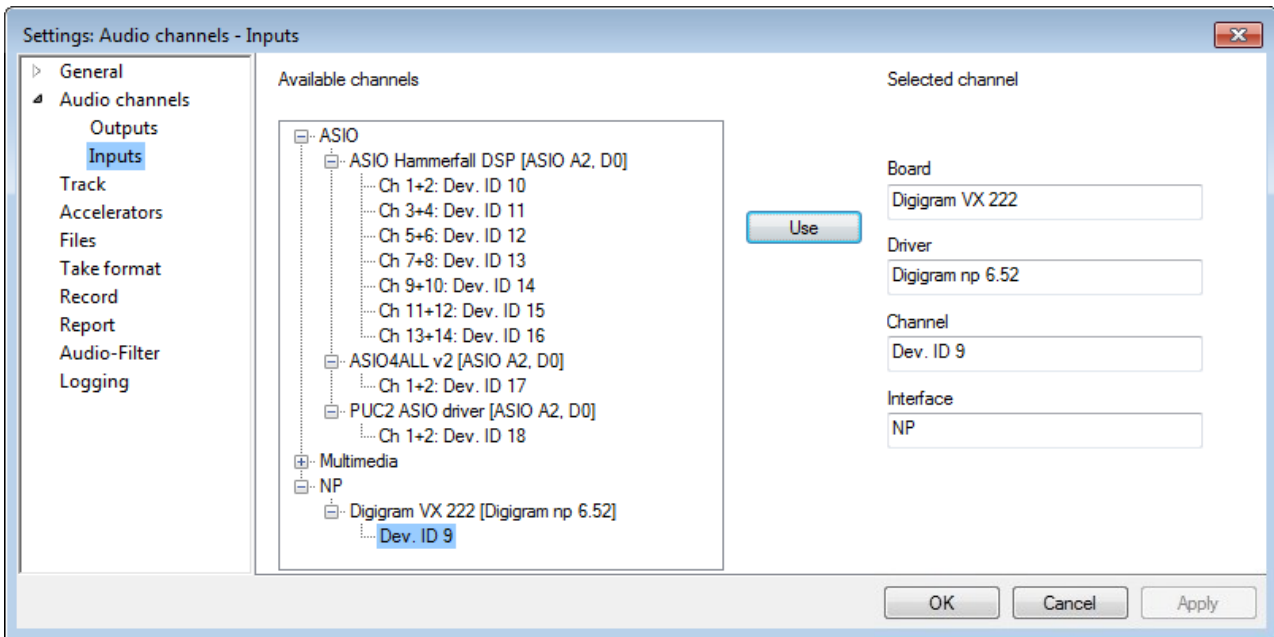 Settings: Audio channels - Inputs
General
Audio channels
Outputs
Inputs
Track
Accelerators
Files
Take format
Record
Report
Audio-Filter
Logging
Available channels
ASIO
ASIO Hammerfall DSP [ASIO A2, D0]
Ch 1+2: Dev. ID 10
Ch 3+4: Dev. ID 11
Ch 5+6: Dev. ID 12
Ch 7+8: Dev. ID 13
Ch 9+10: Dev. ID 14
Ch 11+12: Dev. ID 15
Ch 13+14: Dev. ID 16
ASIO4ALL v2 [ASIO A2, D0]
Ch 1+2: Dev. ID 17
PUC2 ASIO driver [ASIO A2, D0]
Ch 1+2: Dev. ID 18
Multimedia
NP
Digigram VX 222 [Digigram np 6.52]
Dev. ID 9
Use
Selected channel
Board
Digigram VX 222
Driver
Digigram np 6.52
Channel
Dev. ID 9
Interface
NP
OK
Cancel
Apply